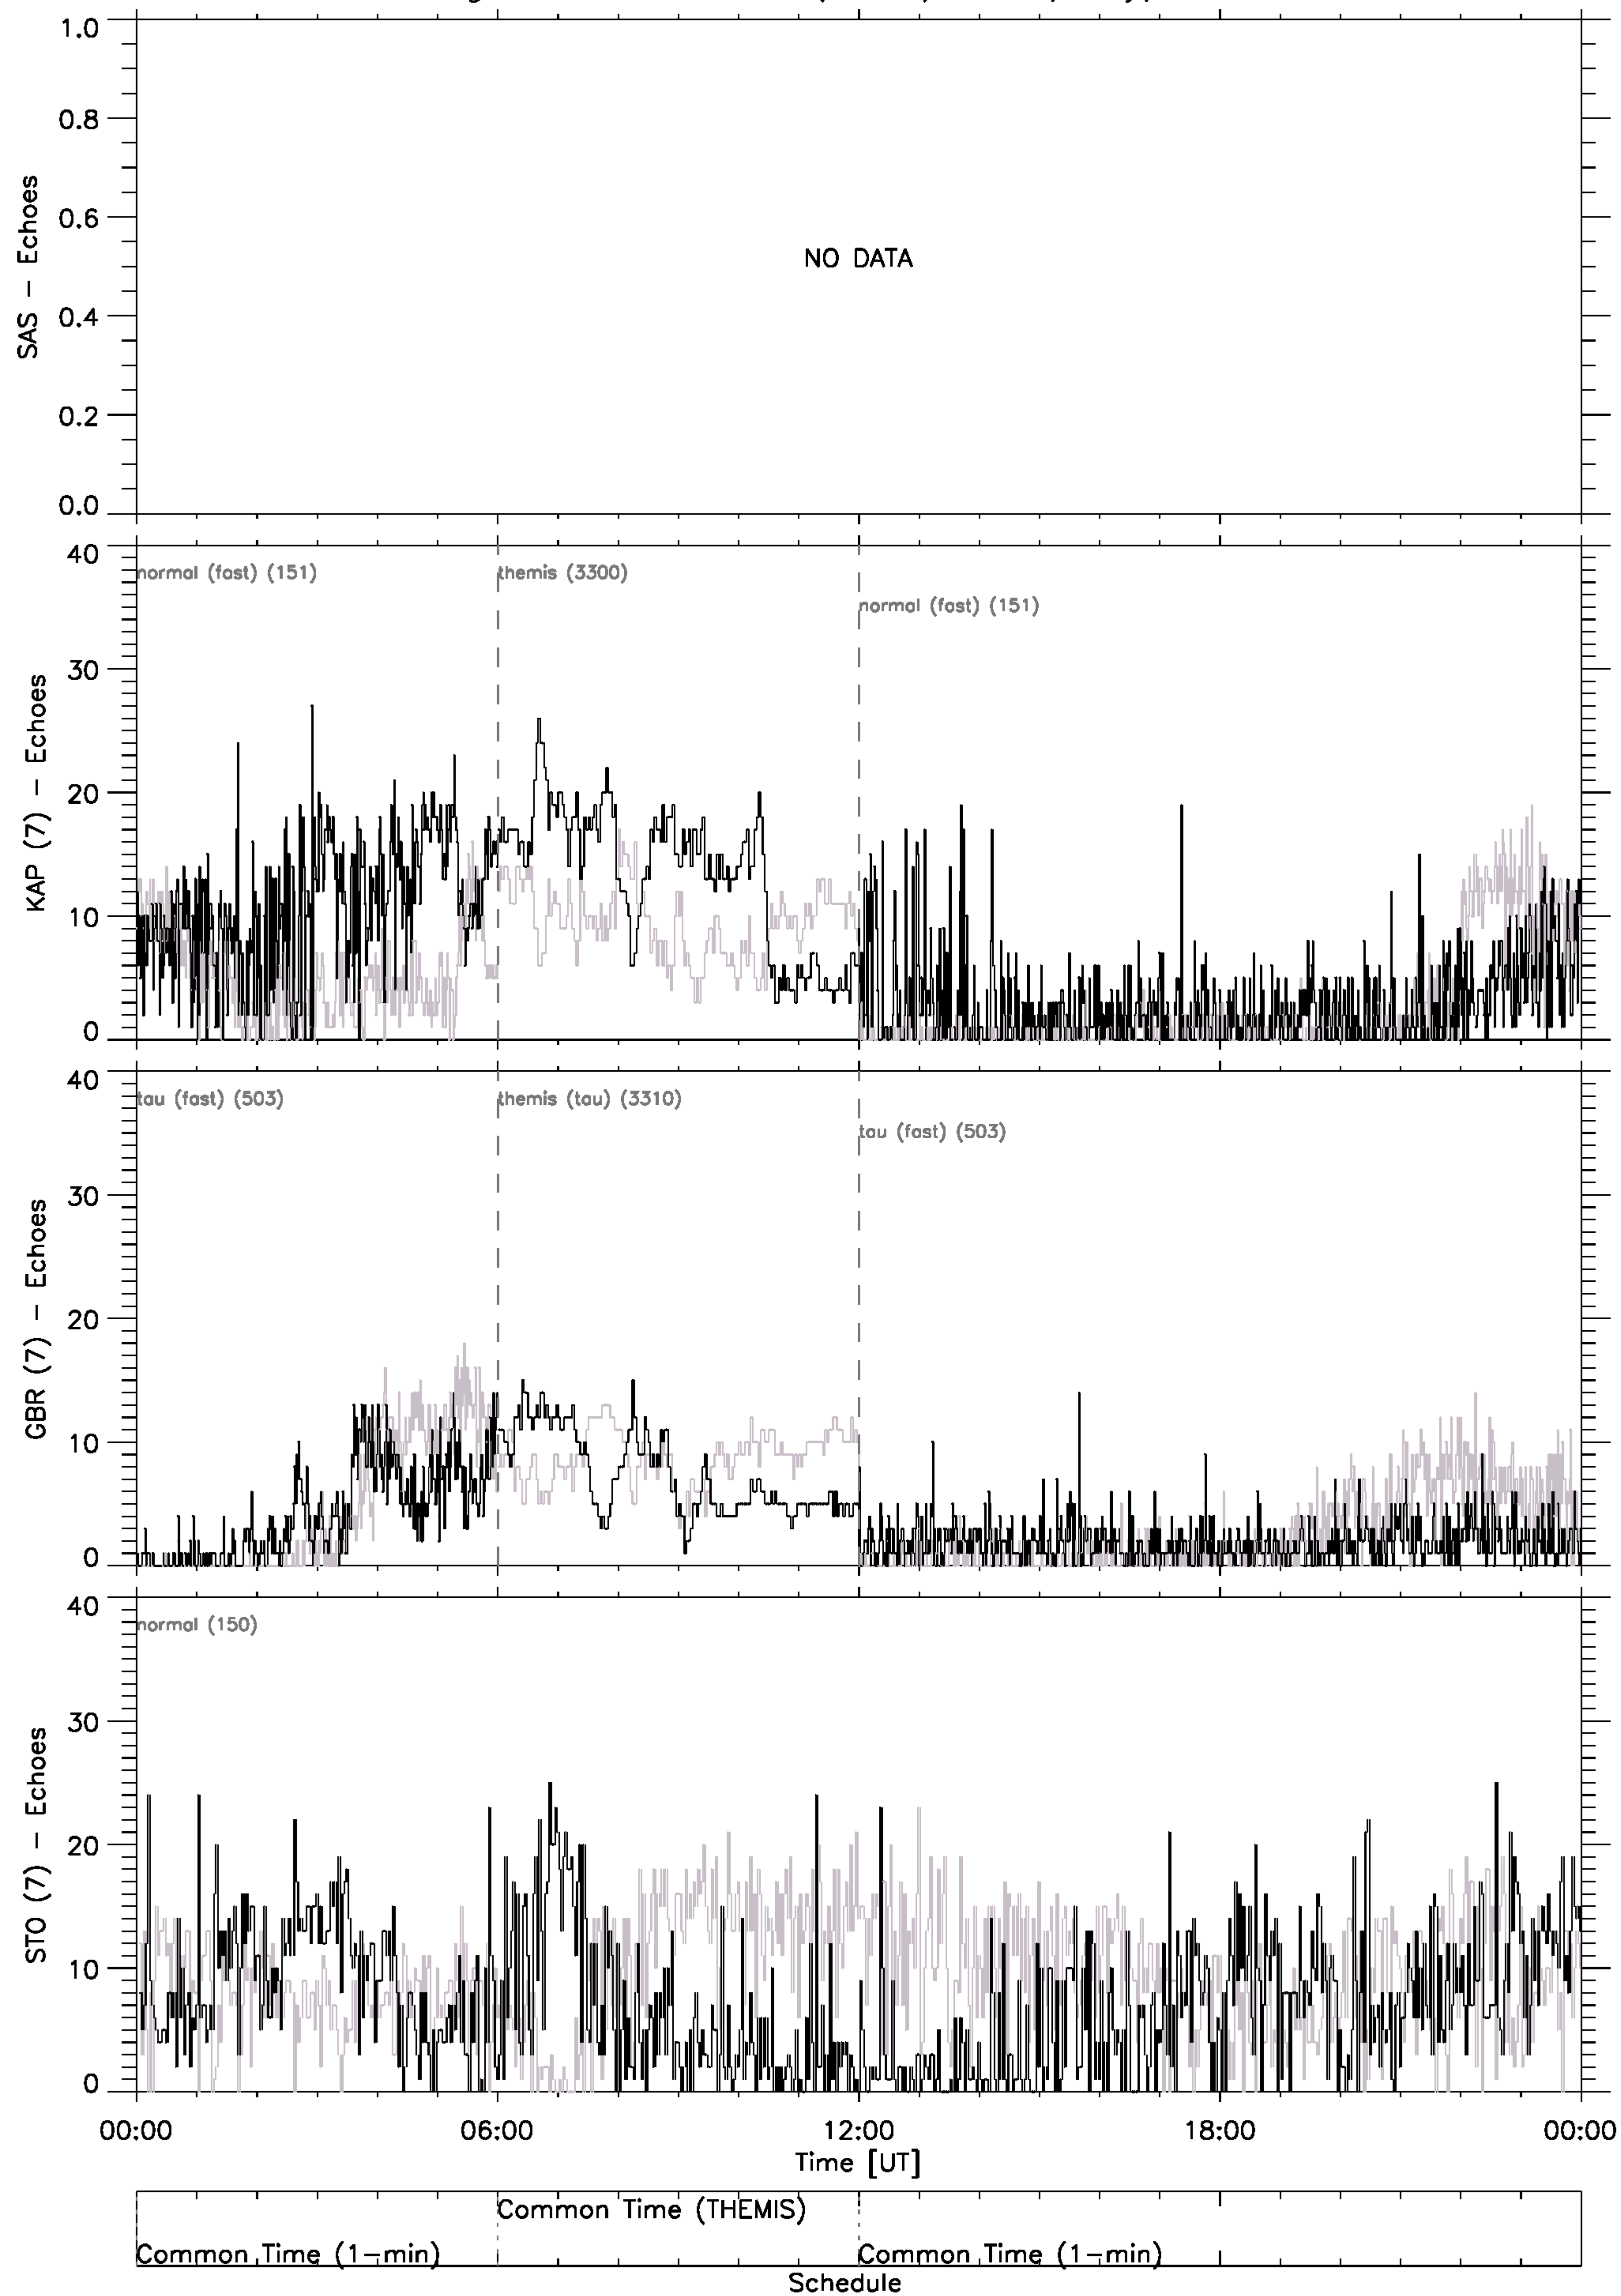 1.0
0.8
0.6
0.4
0.2
0.0
SAS – Echoes
NO DATA
40
30
20
10
0
KAP (7) – Echoes
normal (fast) (151)
themis (3300)
normal (fast) (151)
40
30
20
10
0
GBR (7) – Echoes
tau (fast) (503)
themis (tau) (3310)
tau (fast) (503)
40
30
20
10
0
STO (7) – Echoes
normal (150)
00:00 06:00 12:00 18:00 00:00
Time [UT]
Common Time (THEMIS)
Common Time (1–min) Common Time (1–min)
Schedule